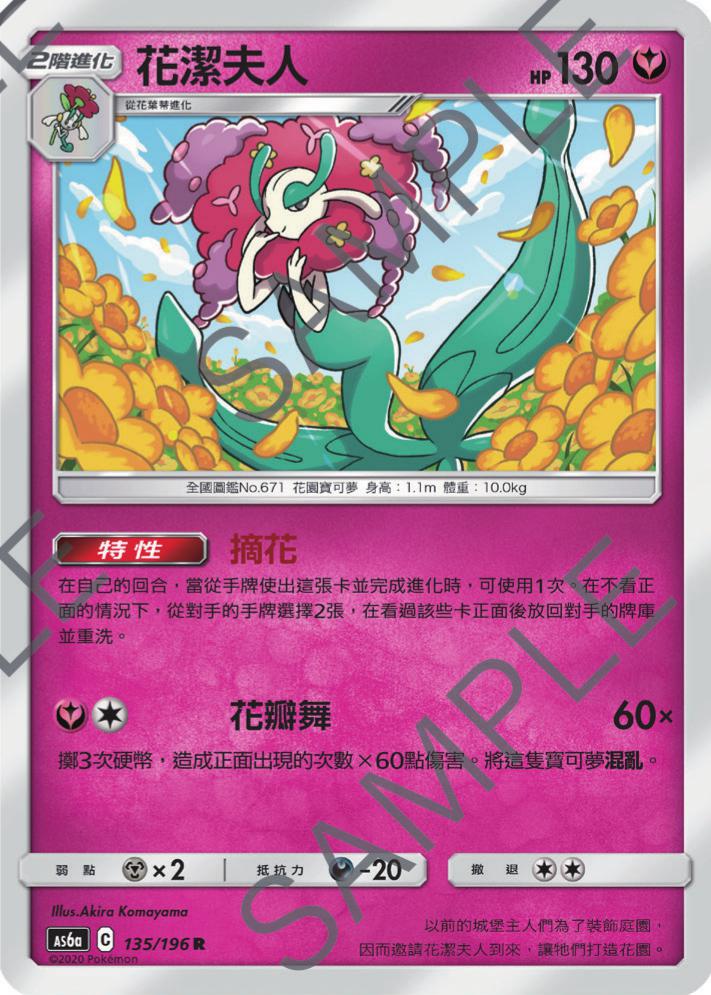 2階進化
花潔夫人
HP 130
從花葉蒂進化
全國圖鑑No.671 花園寶可夢 身高：1.1m 體重：10.0kg
特性 摘花
在自己的回合，當從手牌使出這張卡並完成進化時，可使用1次。在不看正
面的情況下，從對手的手牌選擇2張，在看過該些卡正面後放回對手的牌庫
並重洗。
花瓣舞 60×
擲3次硬幣，造成正面出現的次數×60點傷害。將這隻寶可夢混亂。
弱點 ×2 抵抗力 -20 撤退
Illus.Akira Komayama
AS6a C 135/196 R
©2020 Pokémon
以前的城堡主人們為了裝飾庭園，
因而邀請花潔夫人到來，讓牠們打造花園。
SAMPLE
SAMPLE